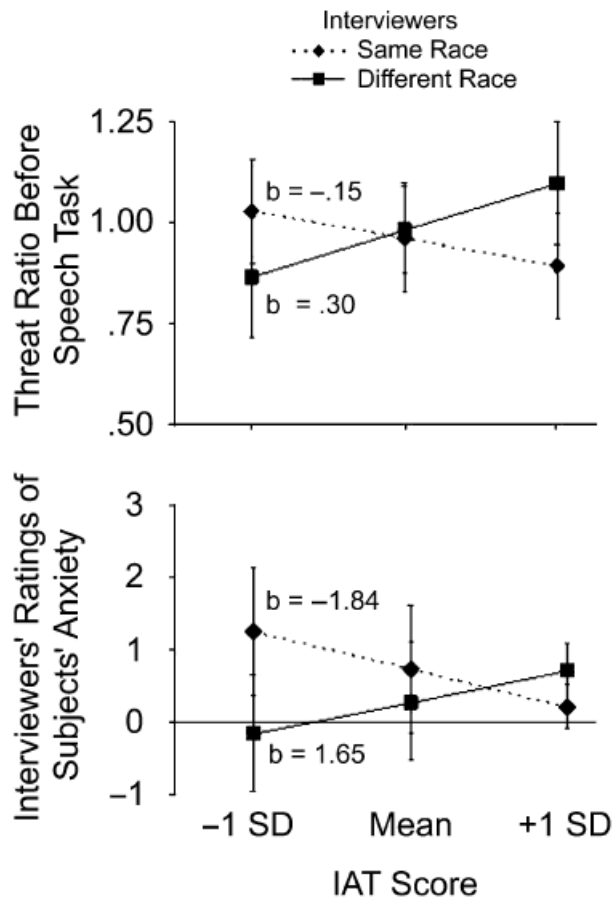 Interviewers
Same Race
Different Race
Threat Ratio Before
Speech Task
1.25
1.00
.75
.50
b = –.15
b = .30
Interviewers' Ratings of
Subjects' Anxiety
3
2
1
0
–1
b = –1.84
b = 1.65
–1 SD Mean +1 SD
IAT Score